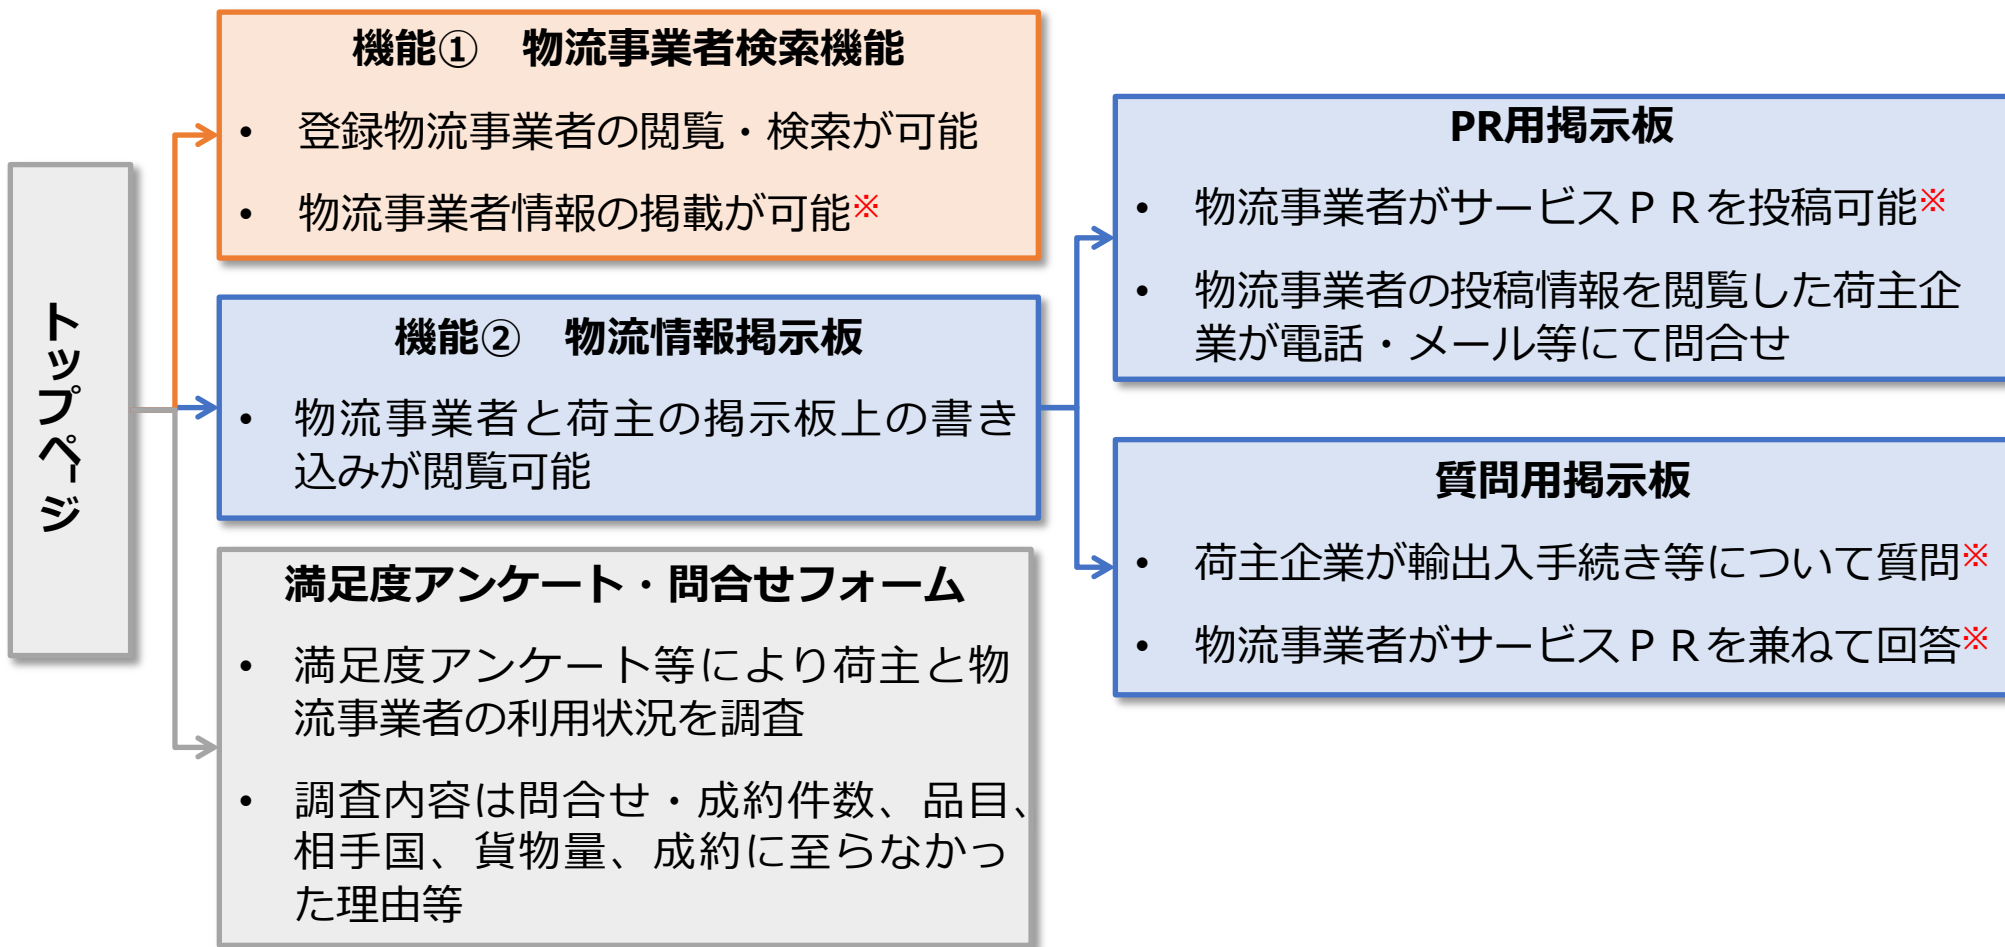 トップページ
機能①　物流事業者検索機能
• 登録物流事業者の閲覧・検索が可能
• 物流事業者情報の掲載が可能※
機能②　物流情報掲示板
• 物流事業者と荷主の掲示板上の書き
込みが閲覧可能
満足度アンケート・問合せフォーム
• 満足度アンケート等により荷主と物
流事業者の利用状況を調査
• 調査内容は問合せ・成約件数、品目、
相手国、貨物量、成約に至らなかっ
た理由等
PR用掲示板
• 物流事業者がサービスＰＲを投稿可能※
• 物流事業者の投稿情報を閲覧した荷主企
業が電話・メール等にて問合せ
質問用掲示板
• 荷主企業が輸出入手続き等について質問※
• 物流事業者がサービスＰＲを兼ねて回答※